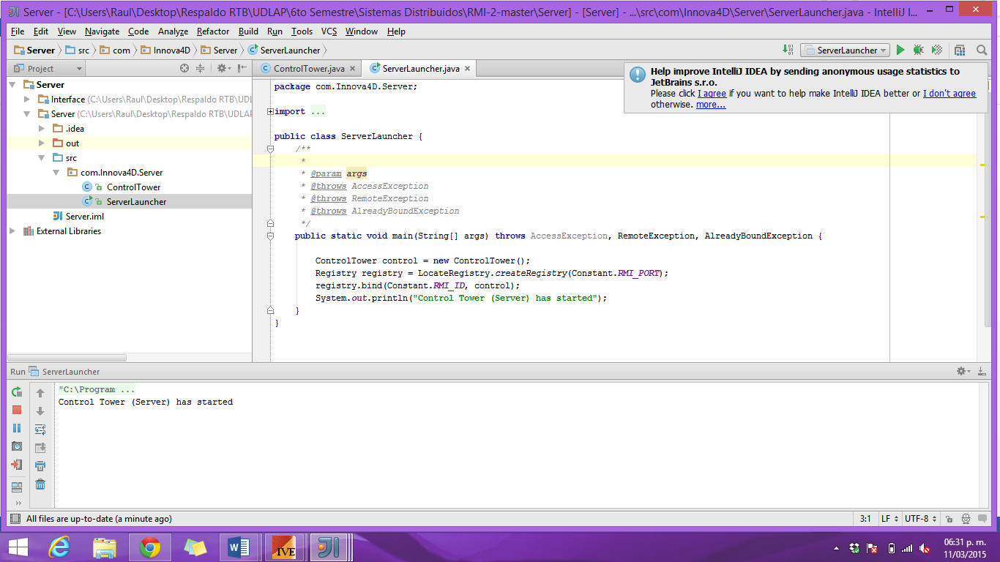 Server - [C:\Users\Raul\Desktop\Respaldo RTB\UDLAP\6to Semestre\Sistemas Distribuidos\RMI-2-master\Server] - [Server] - ...\src\com\Innova4D\Server\ServerLauncher.java - IntelliJ I...
File Edit View Navigate Code Analyze Refactor Build Run Tools VCS Window Help
Server src com Innova4D Server ServerLauncher ServerLauncher
Project
ControlTower.java ServerLauncher.java
Help improve IntelliJ IDEA by sending anonymous usage statistics to
JetBrains s.r.o.
Please click I agree if you want to help make IntelliJ IDEA better or I don't agree
otherwise. more...
Server
Interface (C:\Users\Raul\Desktop\Respaldo RTB\UDL
Server (C:\Users\Raul\Desktop\Respaldo RTB\UDLAP
.idea
out
src
com.Innova4D.Server
ControlTower
ServerLauncher
Server.iml
External Libraries
package com.Innova4D.Server;
import ...
public class ServerLauncher {
/**
*
* @param args
* @throws AccessException
* @throws RemoteException
* @throws AlreadyBoundException
*/
public static void main(String[] args) throws AccessException, RemoteException, AlreadyBoundException {
ControlTower control = new ControlTower();
Registry registry = LocateRegistry.createRegistry(Constant.RMI_PORT);
registry.bind(Constant.RMI_ID, control);
System.out.println("Control Tower (Server) has started");
}
}
Run ServerLauncher
"C:\Program ...
Control Tower (Server) has started
All files are up-to-date (a minute ago) 3:1 LF UTF-8
IVE
06:31 p. m.
11/03/2015